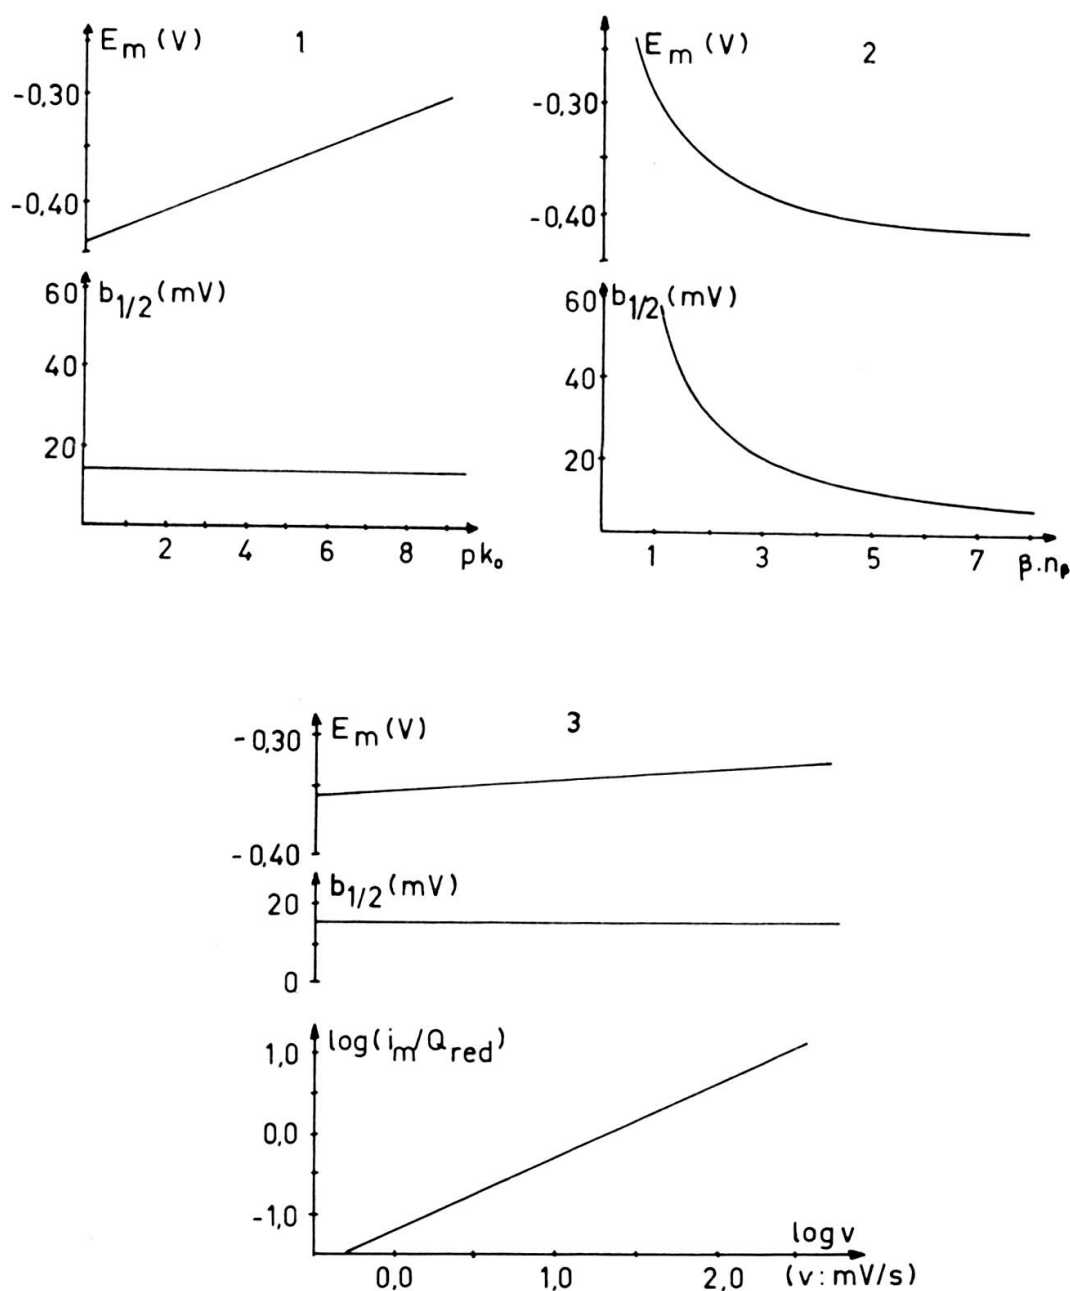 E_m (V)
1
-0,30
-0,40
b_1/2 (mV)
60
40
20
2 4 6 8 pk_o
E_m (V)
2
-0,30
-0,40
b_1/2 (mV)
60
40
20
1 3 5 7 β.n_β
E_m (V)
3
-0,30
-0,40
b_1/2 (mV)
20
0
log(i_m/Q_red)
1,0
0,0
-1,0
log v
0,0 1,0 2,0 (v:mV/s)